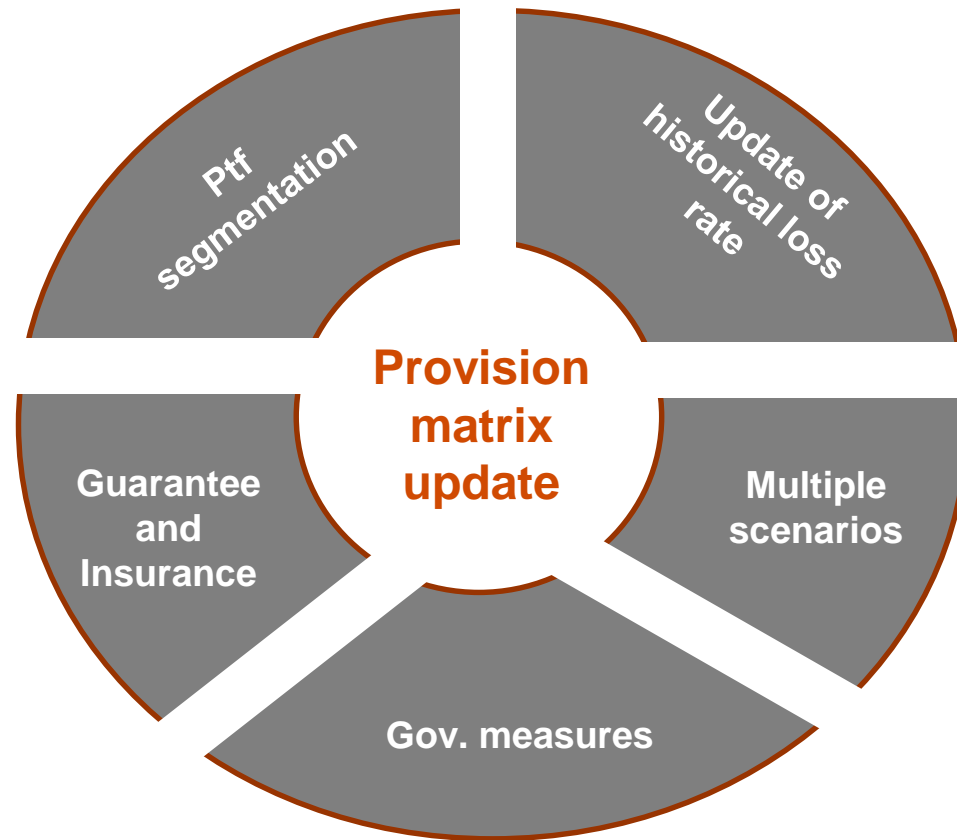 Ptf
segmentation
Update of
historical loss
rate
Provision
matrix
update
Guarantee
and
Insurance
Multiple
scenarios
Gov. measures